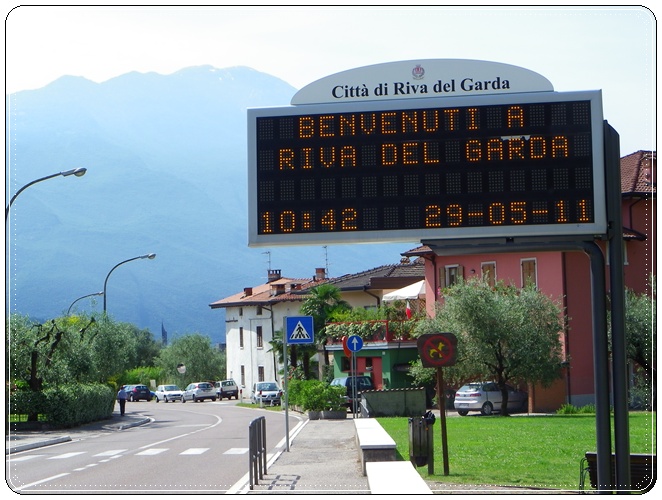 Città di Riva del Garda
BENVENUTI A
RIVA DEL GARDA
10:42 29-05-11